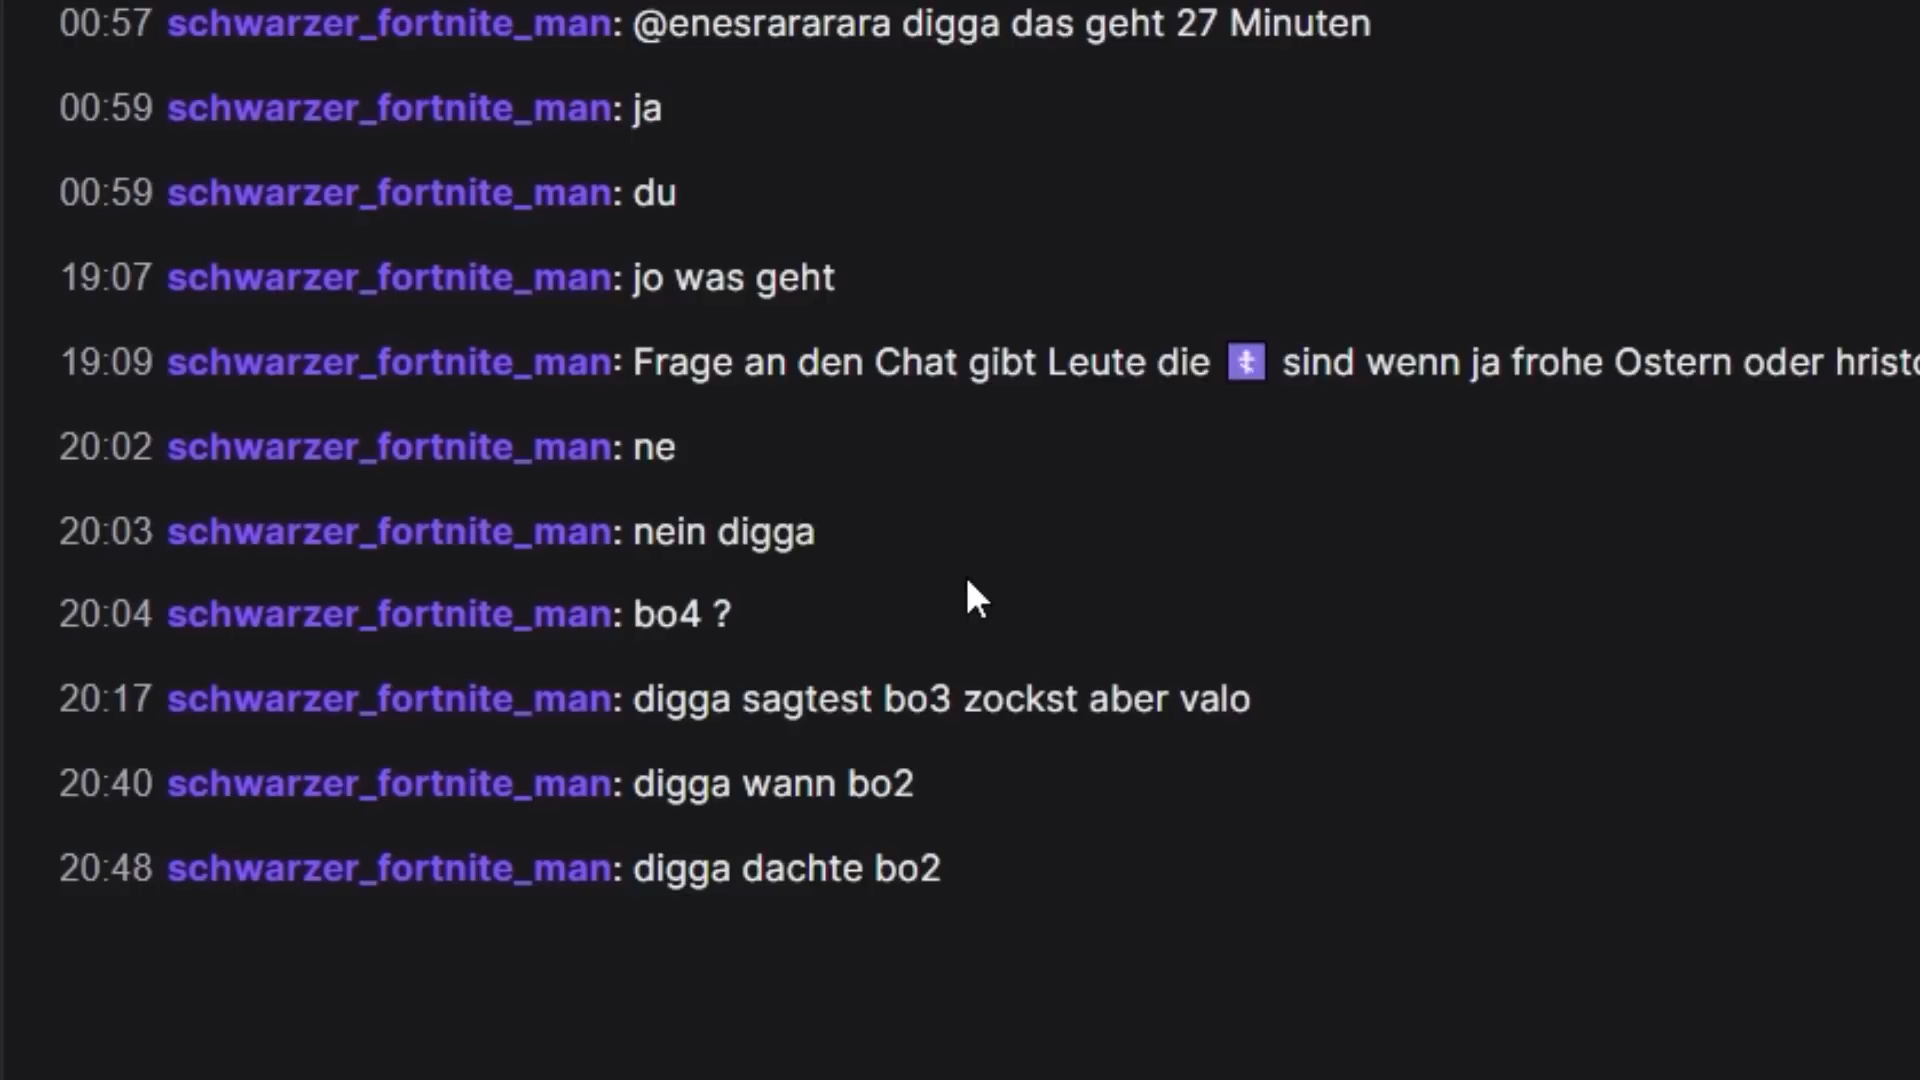 00:57 schwarzer_fortnite_man: @enesrararara digga das geht 27 Minuten
00:59 schwarzer_fortnite_man: ja
00:59 schwarzer_fortnite_man: du
19:07 schwarzer_fortnite_man: jo was geht
19:09 schwarzer_fortnite_man: Frage an den Chat gibt Leute die ☦ sind wenn ja frohe Ostern oder
20:02 schwarzer_fortnite_man: ne
20:03 schwarzer_fortnite_man: nein digga
20:04 schwarzer_fortnite_man: bo4 ?
20:17 schwarzer_fortnite_man: digga sagtest bo3 zockst aber valo
20:40 schwarzer_fortnite_man: digga wann bo2
20:48 schwarzer_fortnite_man: digga dachte bo2